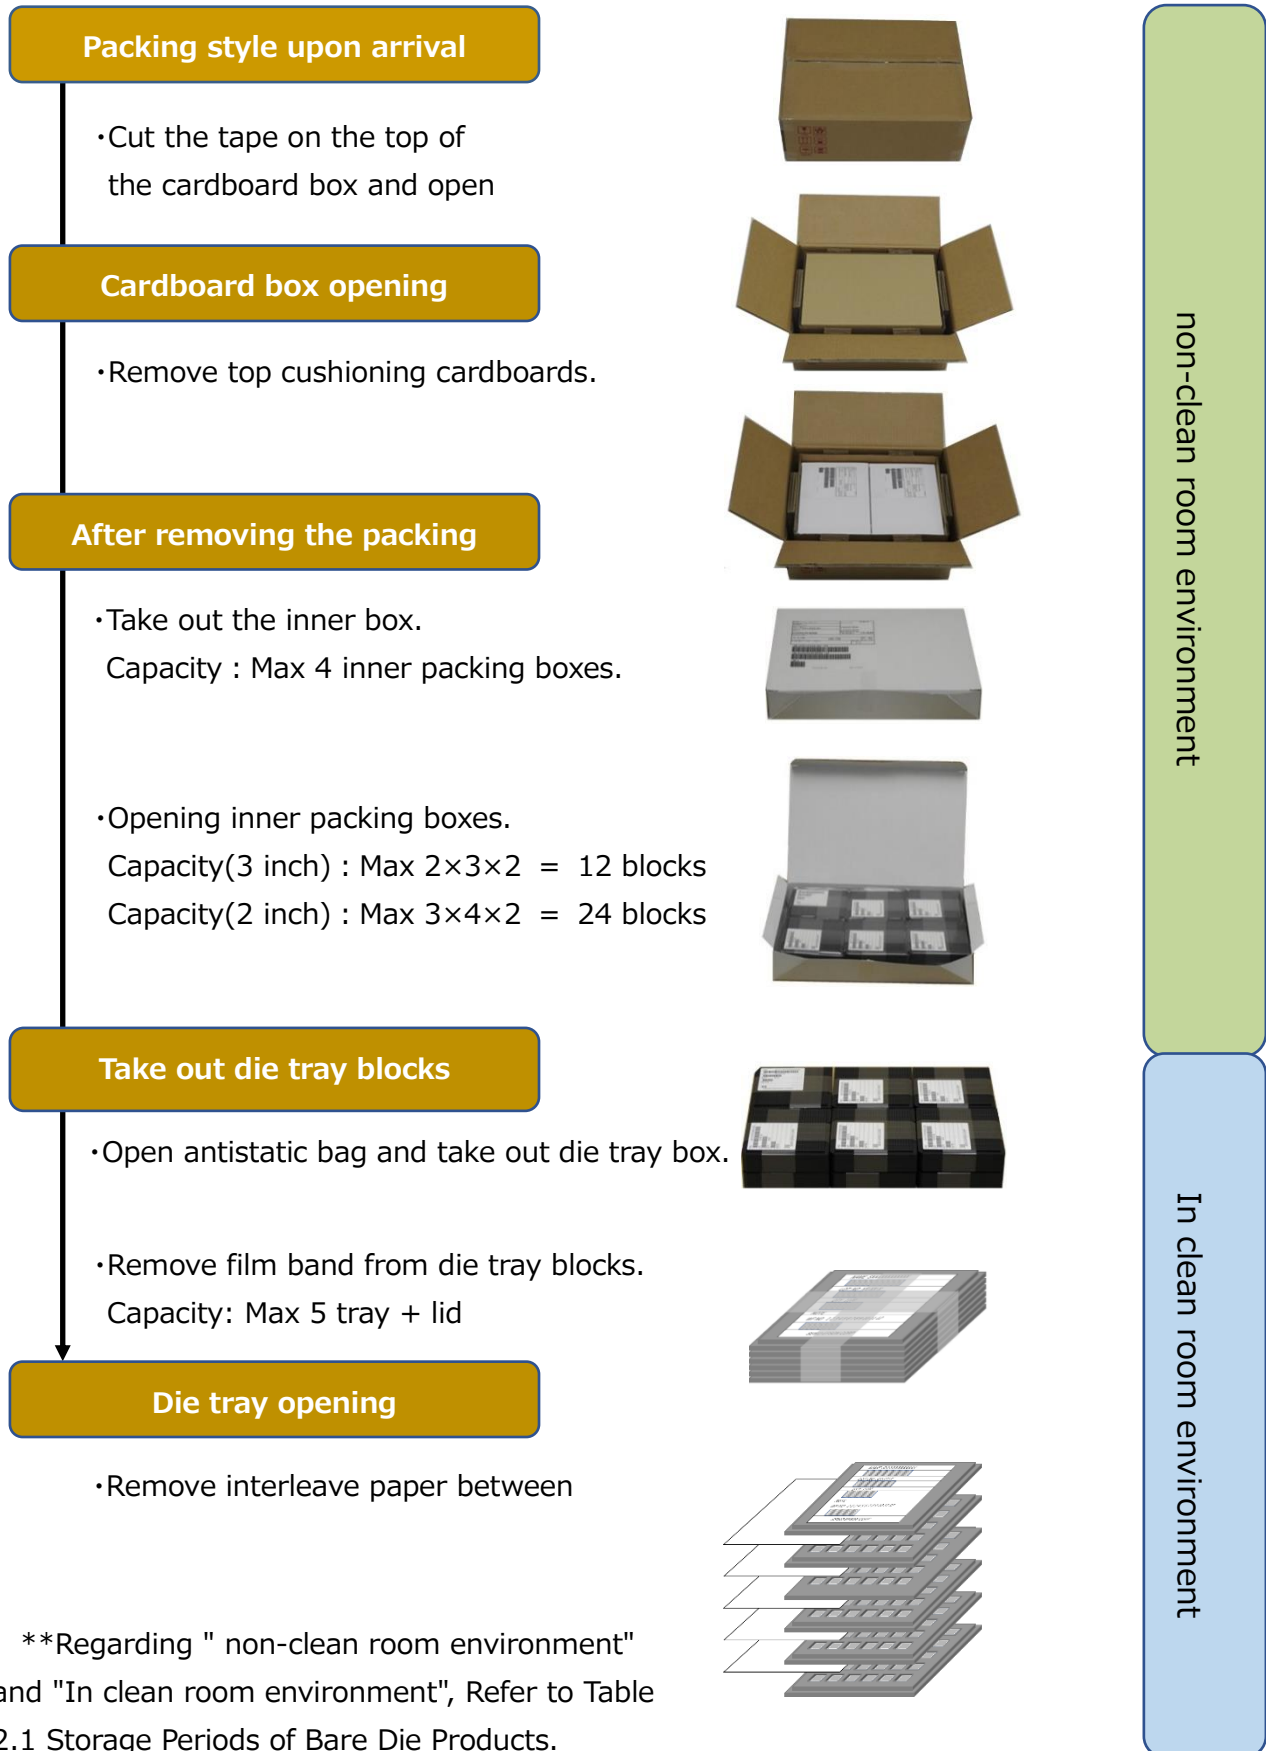 Packing style upon arrival
・Cut the tape on the top of
the cardboard box and open
Cardboard box opening
・Remove top cushioning cardboards.
After removing the packing
・Take out the inner box.
Capacity : Max 4 inner packing boxes.
・Opening inner packing boxes.
Capacity(3 inch) : Max 2×3×2 = 12 blocks
Capacity(2 inch) : Max 3×4×2 = 24 blocks
Take out die tray blocks
・Open antistatic bag and take out die tray box.
・Remove film band from die tray blocks.
Capacity: Max 5 tray + lid
Die tray opening
・Remove interleave paper between
**Regarding " non-clean room environment"
and "In clean room environment", Refer to Table
2.1 Storage Periods of Bare Die Products.
non-clean room environment
In clean room environment